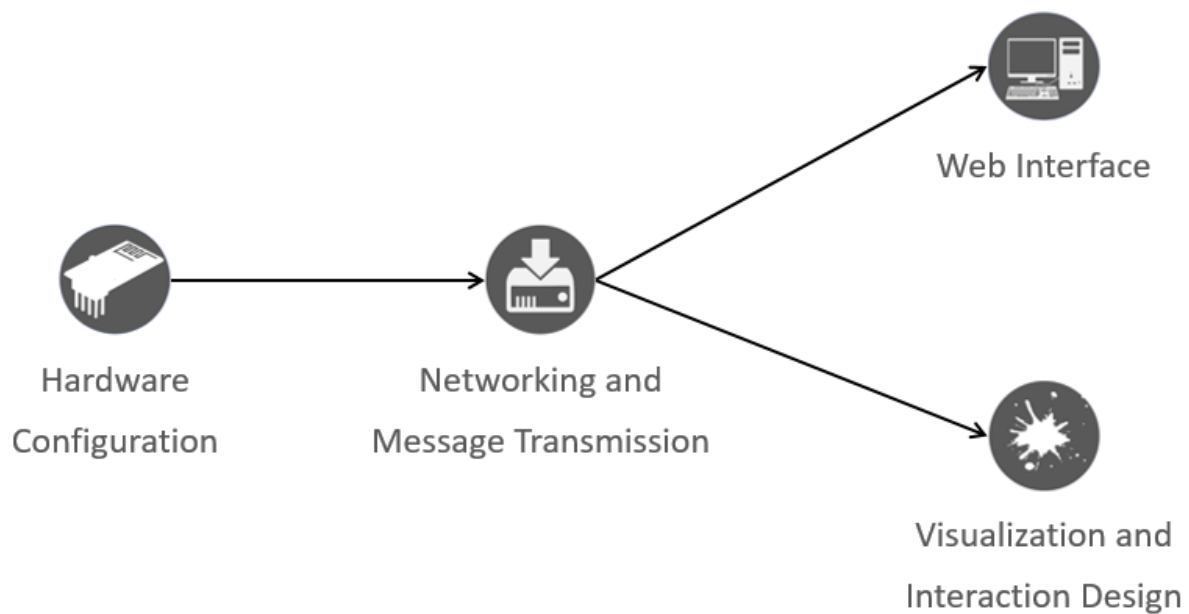 Web Interface
Hardware
Configuration
Networking and
Message Transmission
Visualization and
Interaction Design